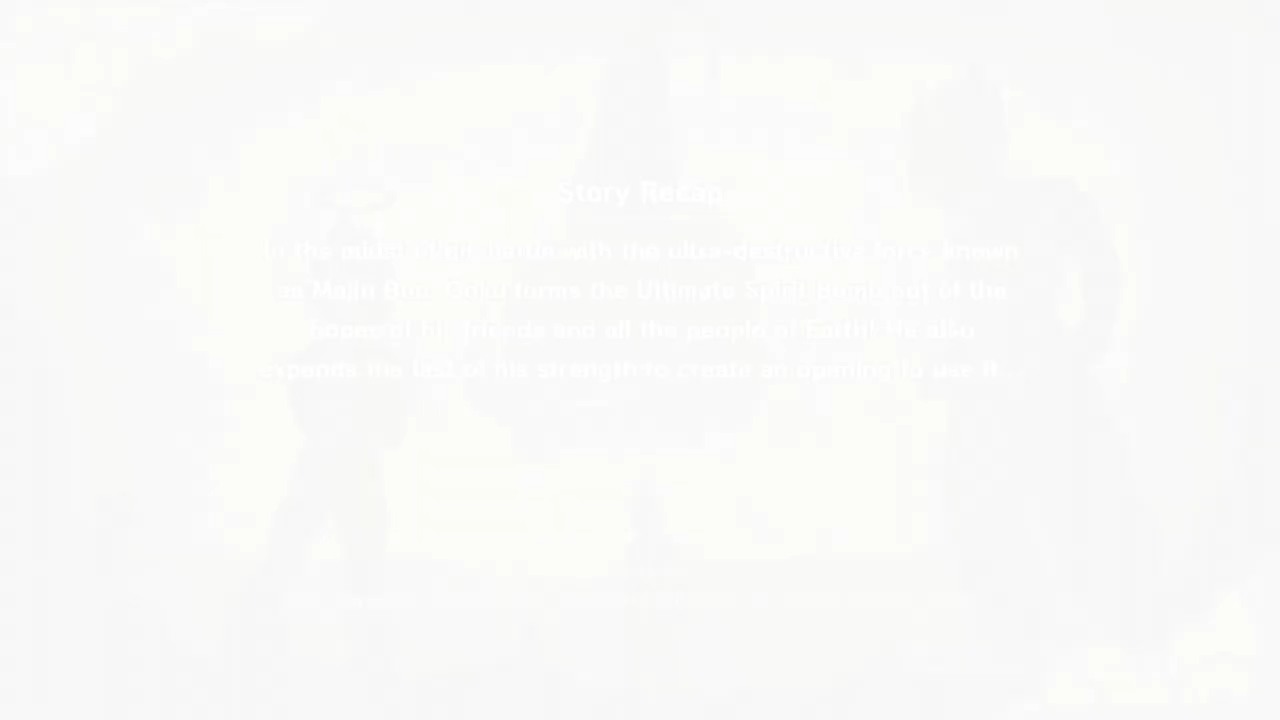 Story Recap
In the midst of his battle with the ultra-destructive force known
as Majin Buu, Goku forms the Ultimate Spirit Bomb out of the
hopes of his friends and all the people of Earth! He also
expends the last of his strength to create an opening to use it...